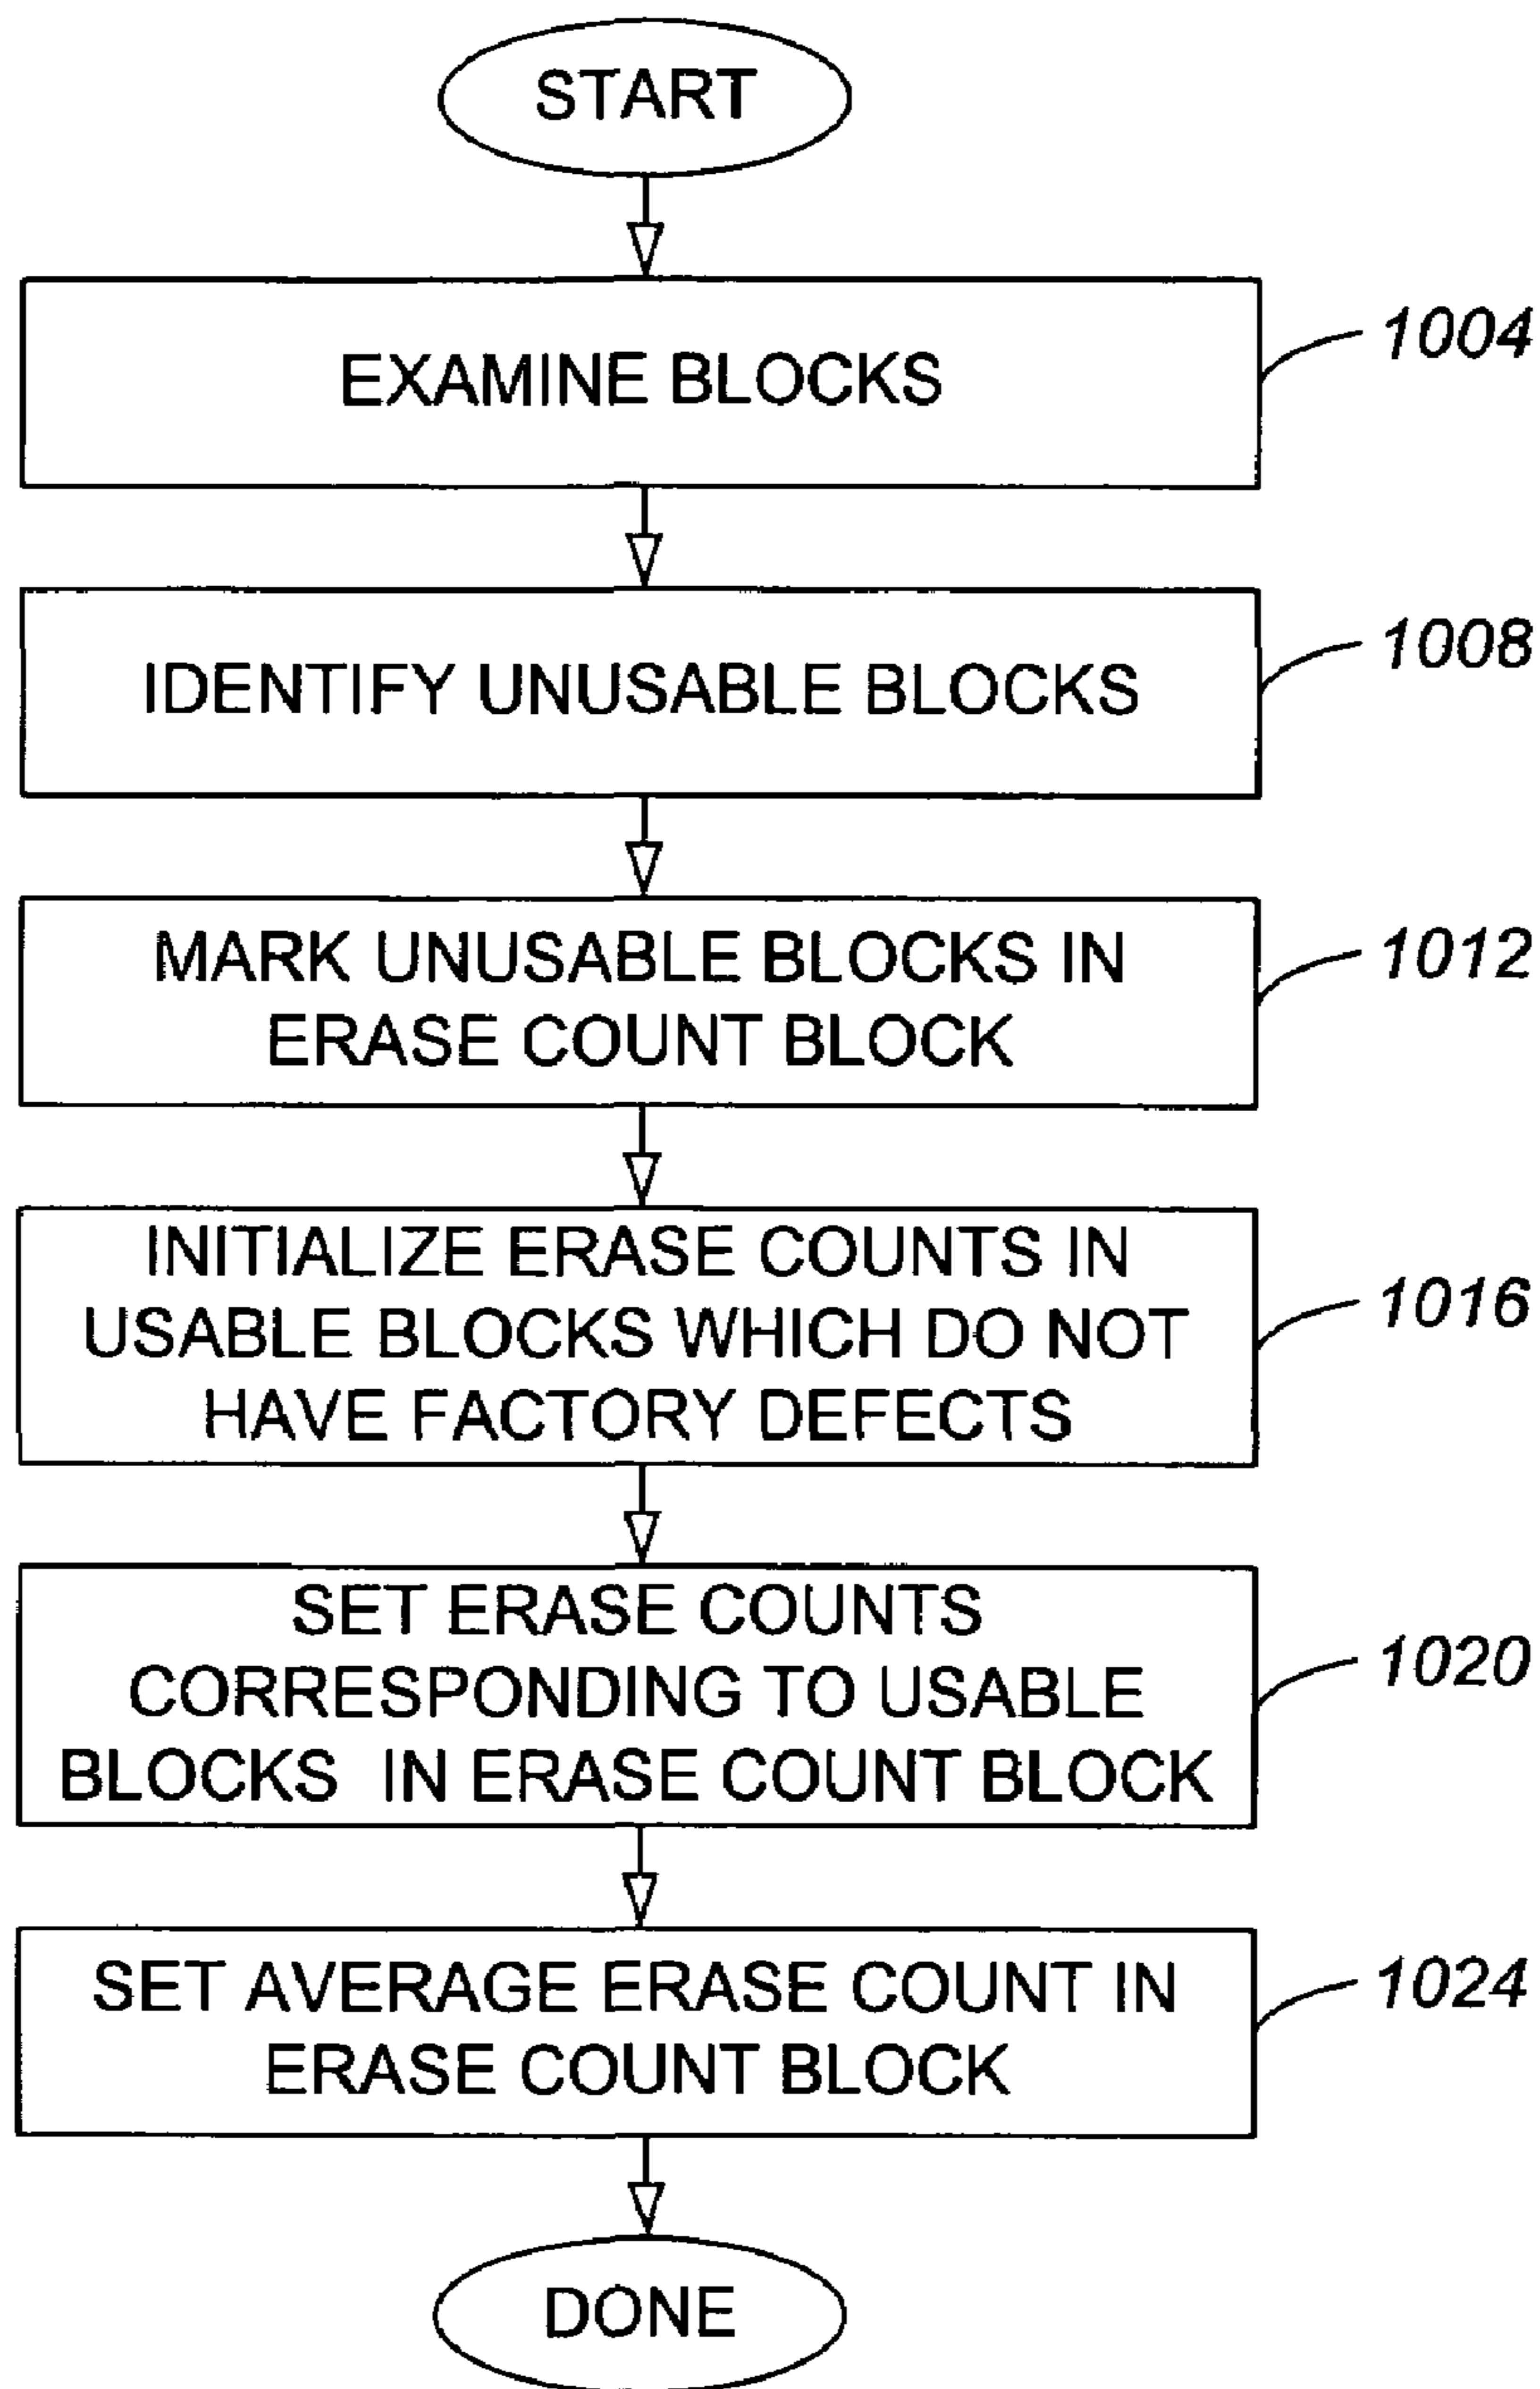 START
EXAMINE BLOCKS
1004
IDENTIFY UNUSABLE BLOCKS
1008
MARK UNUSABLE BLOCKS IN
ERASE COUNT BLOCK
1012
INITIALIZE ERASE COUNTS IN
USABLE BLOCKS WHICH DO NOT
HAVE FACTORY DEFECTS
1016
SET ERASE COUNTS
CORRESPONDING TO USABLE
BLOCKS IN ERASE COUNT BLOCK
1020
SET AVERAGE ERASE COUNT IN
ERASE COUNT BLOCK
1024
DONE